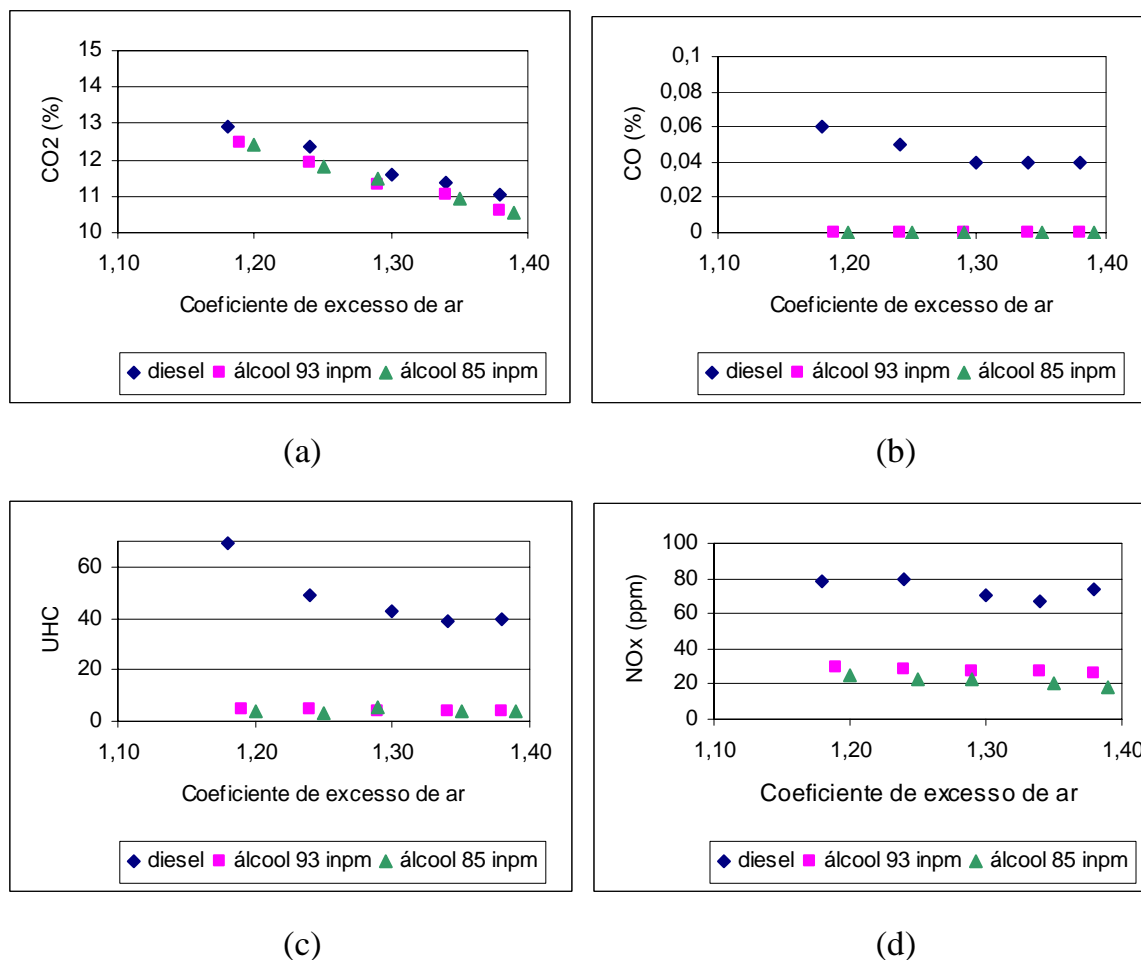 CO2 (%)
15
14
13
12
11
10
1,10 1,20 1,30 1,40
Coeficiente de excesso de ar
diesel álcool 93 inpm álcool 85 inpm
(a)
CO (%)
0,1
0,08
0,06
0,04
0,02
0
1,10 1,20 1,30 1,40
Coeficiente de excesso de ar
diesel álcool 93 inpm álcool 85 inpm
(b)
UHC
60
40
20
0
1,10 1,20 1,30 1,40
Coeficiente de excesso de ar
diesel álcool 93 inpm álcool 85 inpm
(c)
NOx (ppm)
100
80
60
40
20
0
1,10 1,20 1,30 1,40
Coeficiente de excesso de ar
diesel álcool 93 inpm álcool 85 inpm
(d)